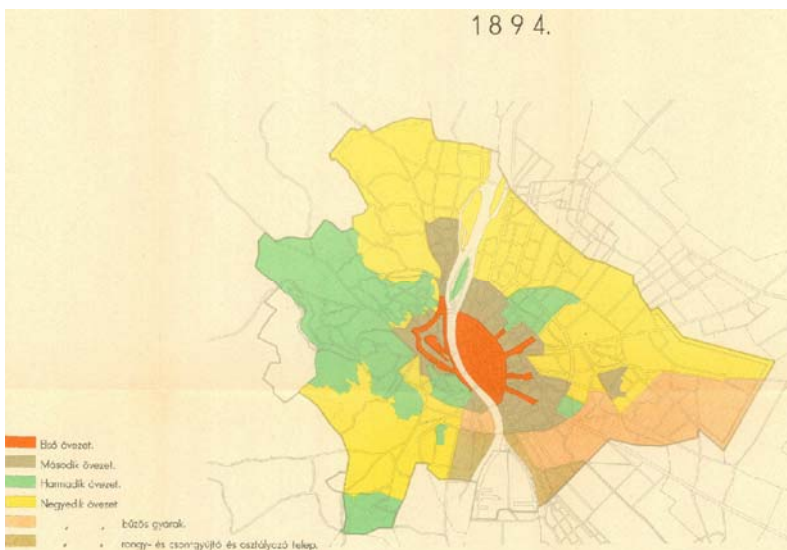 1894.
Első övezet.
Második övezet.
Harmadik övezet.
Negyedik övezet
" " bűzös gyárak.
" " rongy- és csontgyűjtő és osztályozó telep.